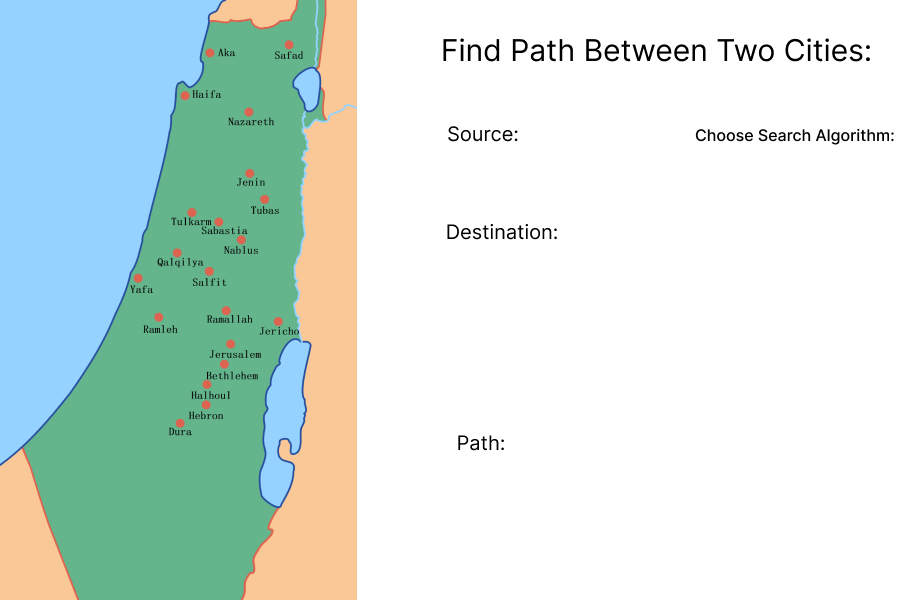 Aka
Safad
Haifa
Nazareth
Jenin
Tubas
Tulkarm
Sabastia
Nablus
Qalqilya
Salfit
Yafa
Ramallah
Ramleh
Jericho
Jerusalem
Bethlehem
Halhoul
Hebron
Dura
Find Path Between Two Cities:
Source:
Choose Search Algorithm:
Destination:
Path: